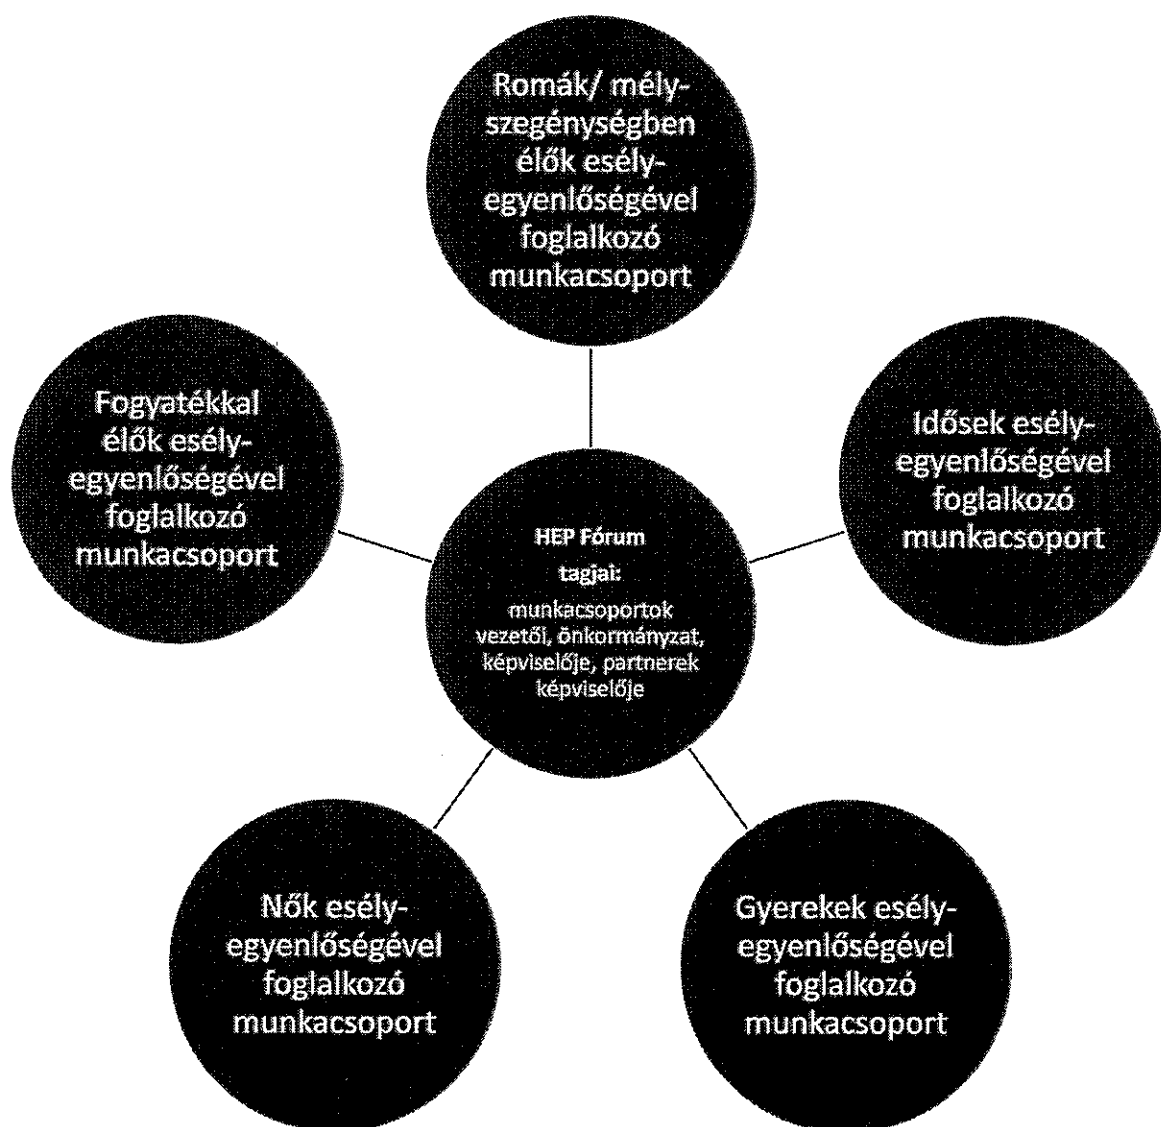 Romák/ mély-
szegénységben
élők esély-
egyenlőségével
foglalkozó
munkacsoport
Fogyatékkal
élők esély-
egyenlőségével
foglalkozó
munkacsoport
Idősek esély-
egyenlőségével
foglalkozó
munkacsoport
HEP Fórum
tagjai:
munkacsoportok
vezetői, önkormányzat,
képviselője, partnerek
képviselője
Nők esély-
egyenlőségével
foglalkozó
munkacsoport
Gyerekek esély-
egyenlőségével
foglalkozó
munkacsoport